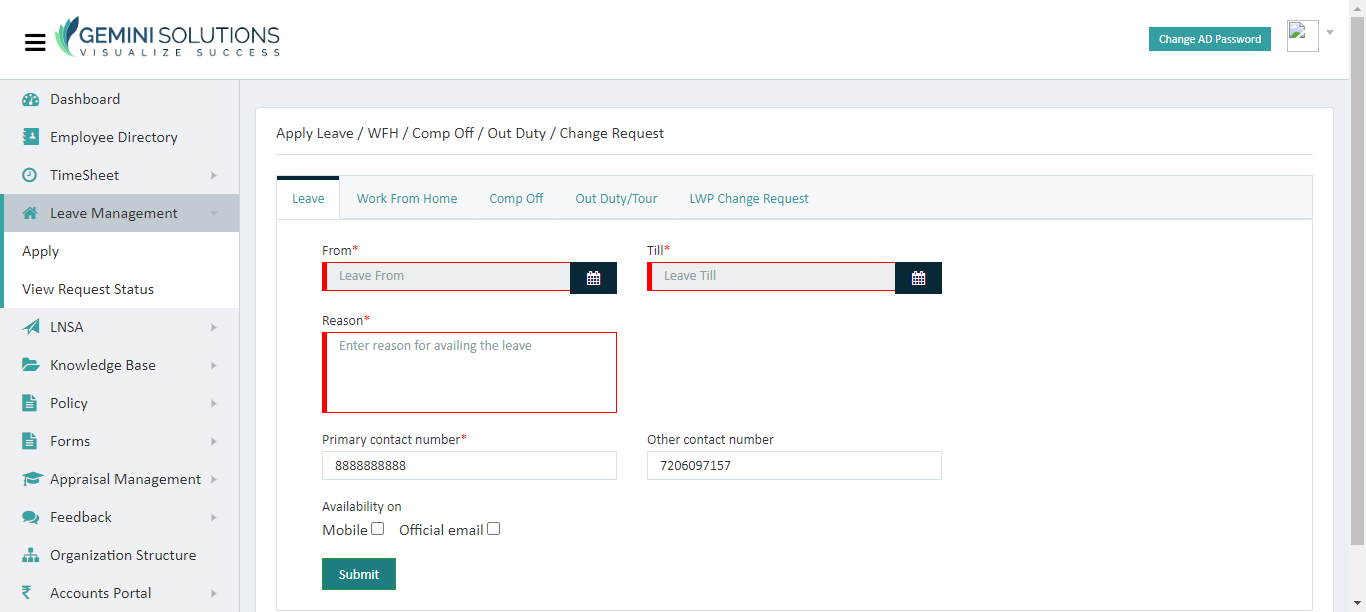 GEMINI SOLUTIONS
VISUALIZE SUCCESS
Change AD Password
Dashboard
Employee Directory
TimeSheet
Leave Management
Apply
View Request Status
LNSA
Knowledge Base
Policy
Forms
Appraisal Management
Feedback
Organization Structure
Accounts Portal
Apply Leave / WFH / Comp Off / Out Duty / Change Request
Leave Work From Home Comp Off Out Duty/Tour LWP Change Request
From* Till*
Leave From Leave Till
Reason*
Enter reason for availing the leave
Primary contact number* Other contact number
8888888888 7206097157
Availability on
Mobile Official email
Submit